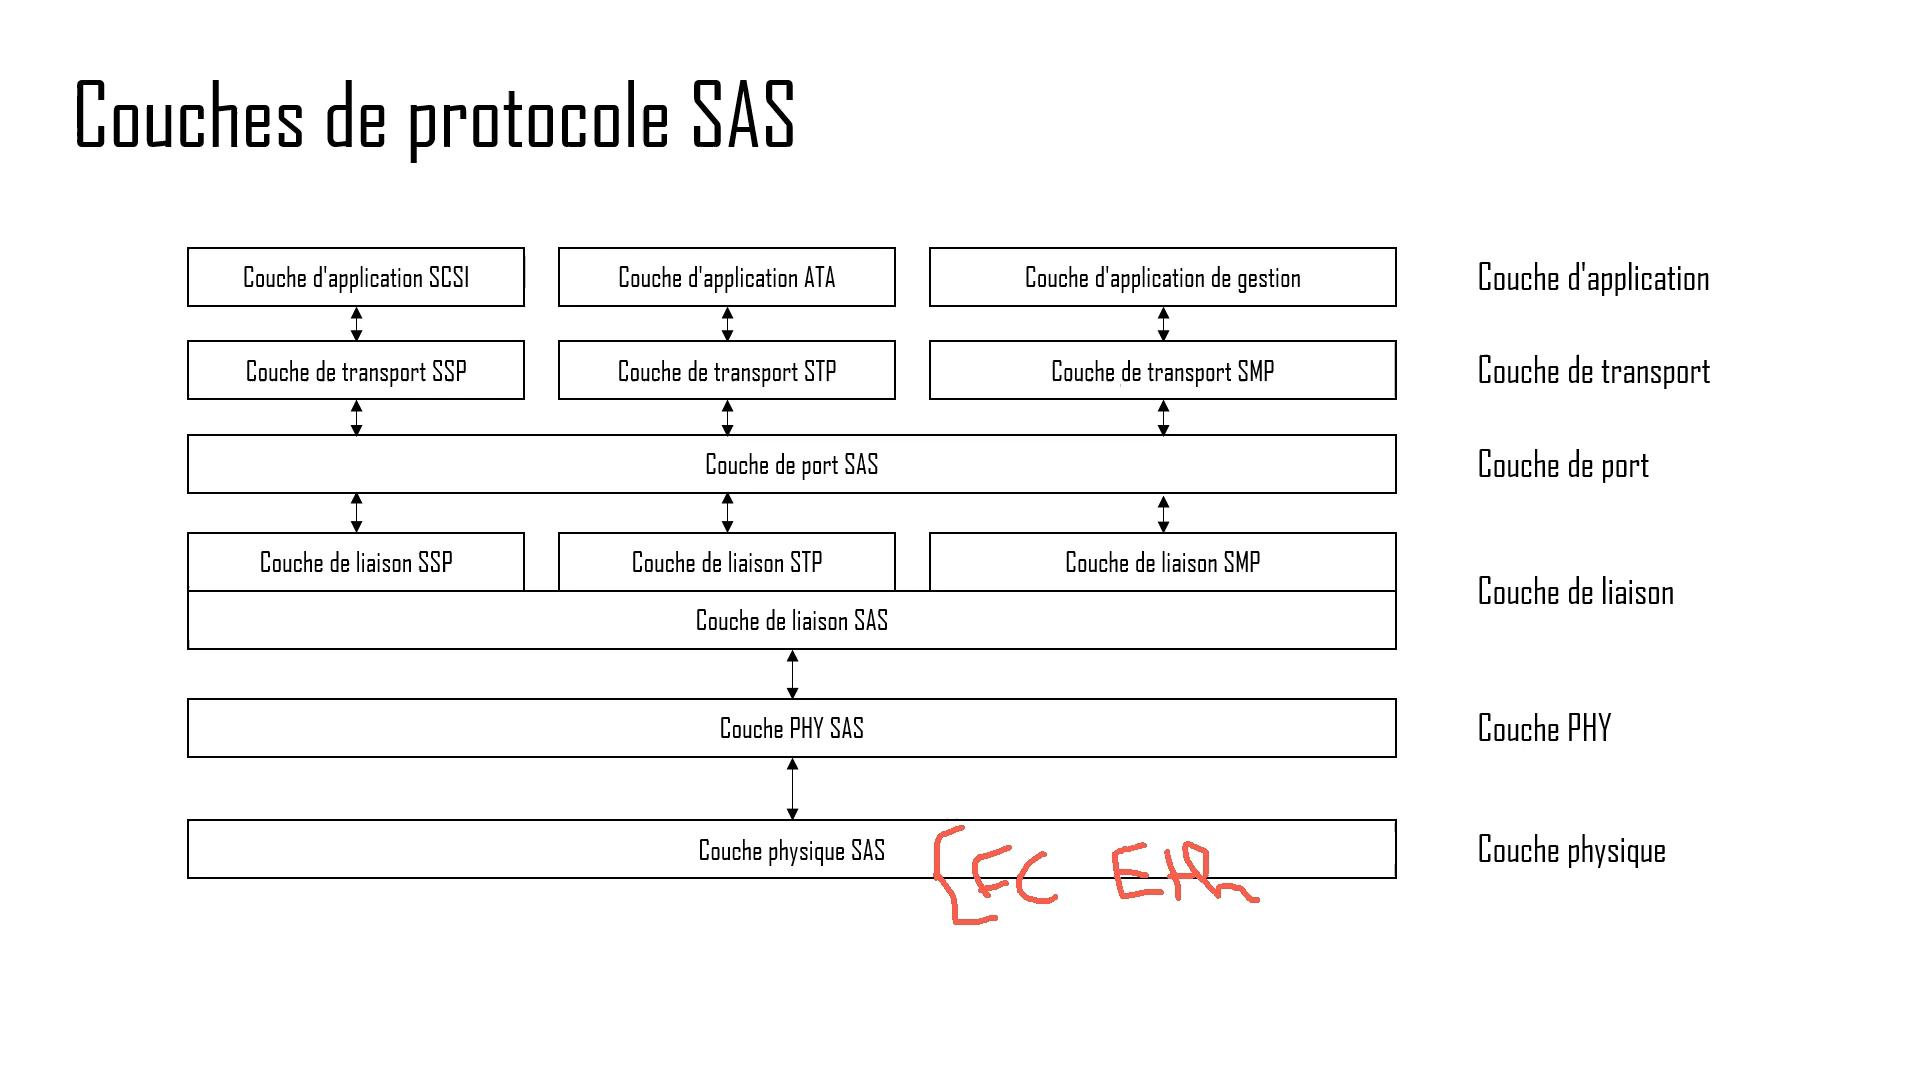 Couches de protocole SAS
Couche d'application SCSI Couche d'application ATA Couche d'application de gestion Couche d'application
Couche de transport SSP Couche de transport STP Couche de transport SMP Couche de transport
Couche de port SAS Couche de port
Couche de liaison SSP Couche de liaison STP Couche de liaison SMP
Couche de liaison
Couche de liaison SAS
Couche PHY SAS Couche PHY
Couche physique SAS Couche physique
FC